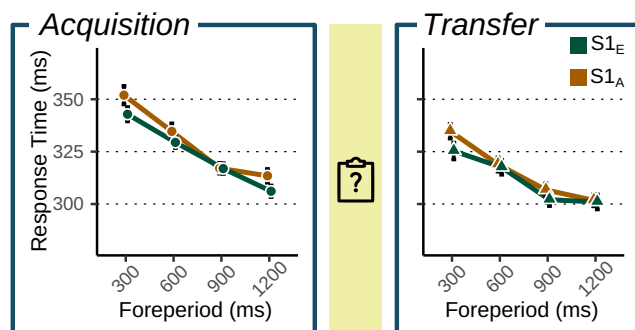 Acquisition
Transfer
S1E
S1A
Response Time (ms)
350
325
300
?
300
600
900
1200
300
600
900
1200
Foreperiod (ms)
Foreperiod (ms)